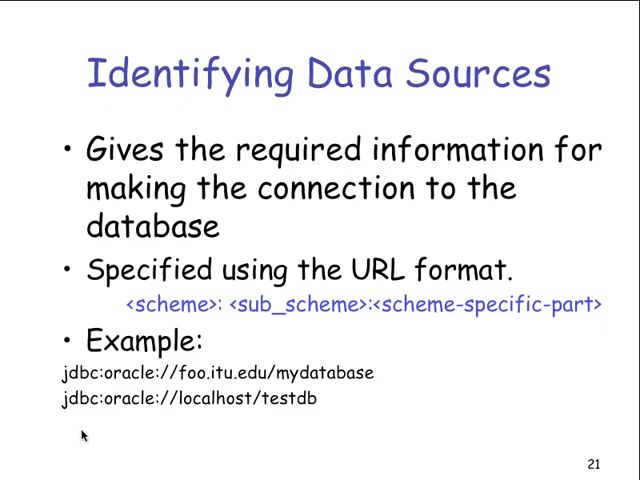 Identifying Data Sources
• Gives the required information for
making the connection to the
database
• Specified using the URL format.
<scheme>: <sub_scheme>:<scheme-specific-part>
• Example:
jdbc:oracle://foo.itu.edu/mydatabase
jdbc:oracle://localhost/testdb
21